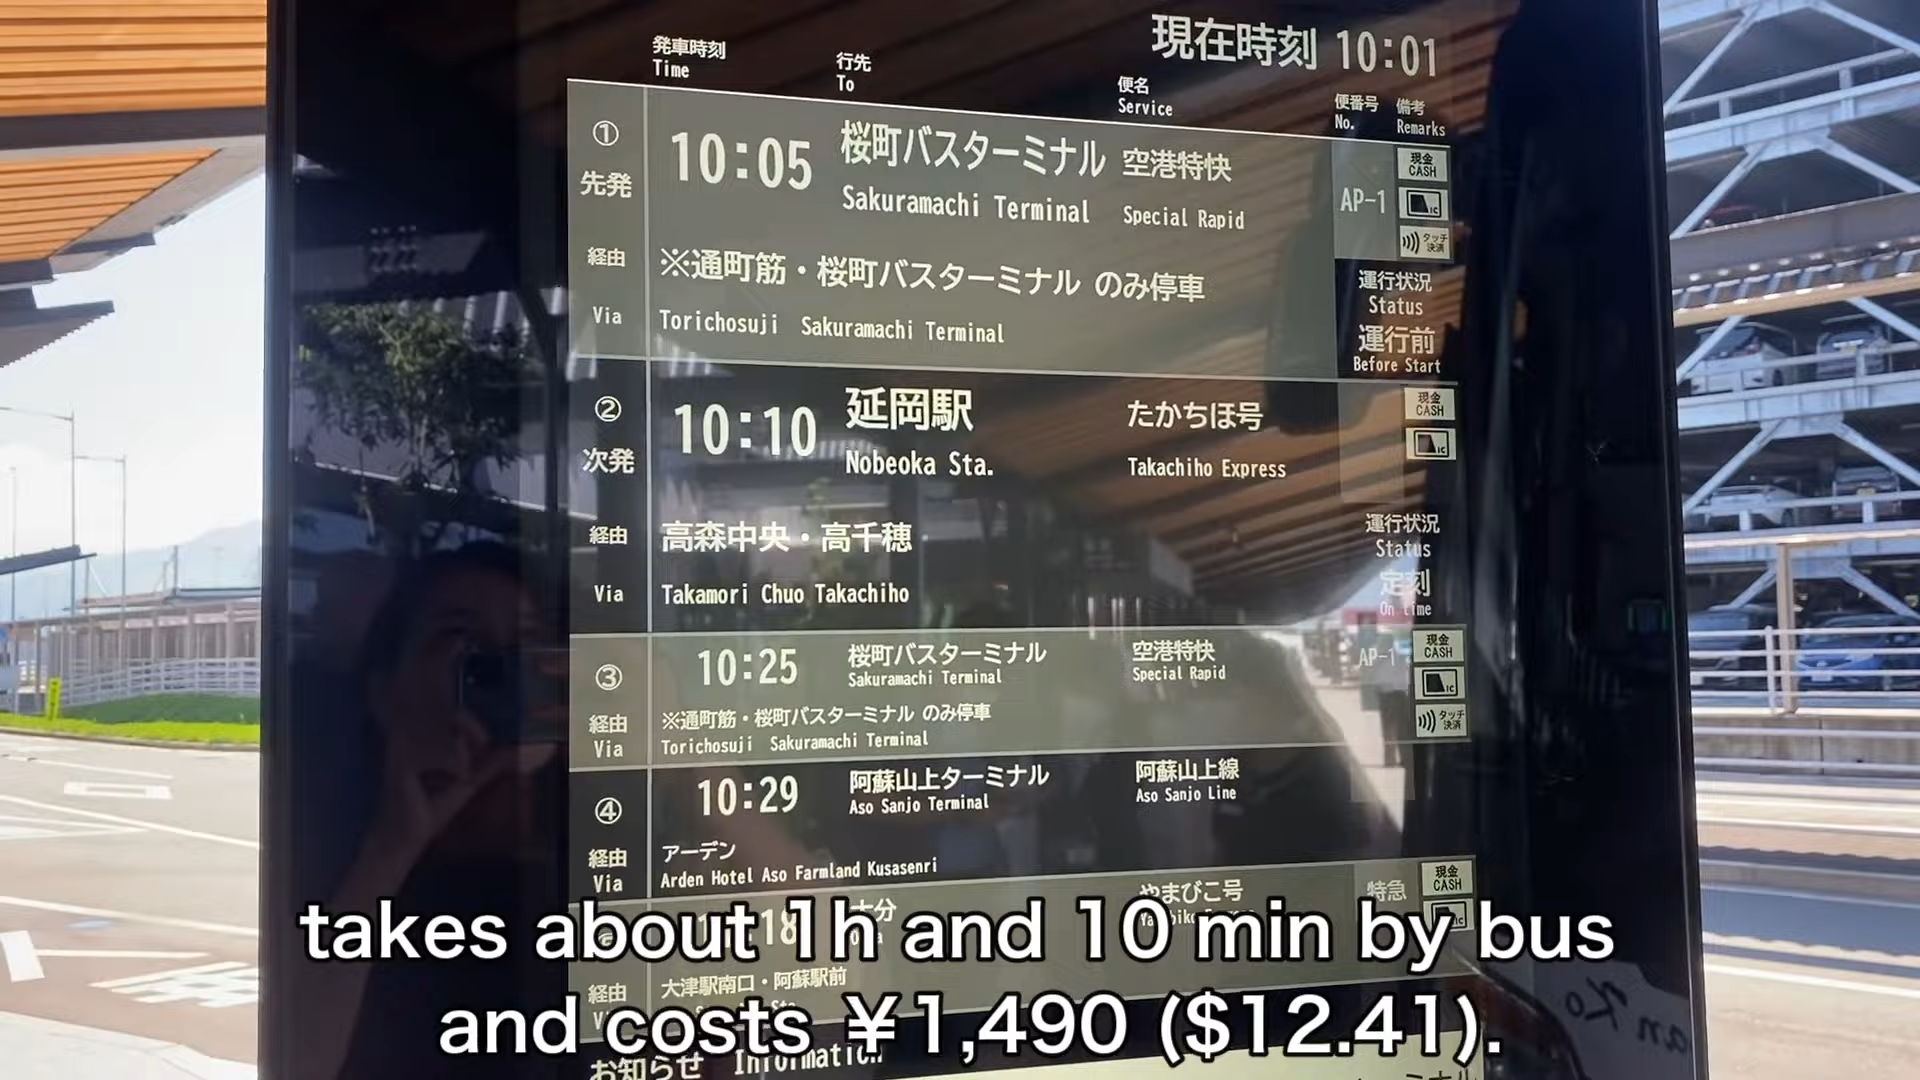 現在時刻 10:01
発車時刻
Time
行先
To
便名
Service
便番号
No.
備考
Remarks
①
先発
10:05
桜町バスターミナル
Sakuramachi Terminal
空港特快
Special Rapid
AP-1
現金
CASH
IC
タッチ
決済
経由
Via
※通町筋・桜町バスターミナル のみ停車
Torichosuji Sakuramachi Terminal
運行状況
Status
運行前
Before Start
②
次発
10:10
延岡駅
Nobeoka Sta.
たかちほ号
Takachiho Express
現金
CASH
IC
経由
Via
高森中央・高千穂
Takamori Chuo Takachiho
運行状況
Status
定刻
On time
③
10:25
桜町バスターミナル
Sakuramachi Terminal
空港特快
Special Rapid
AP-1
現金
CASH
IC
タッチ
決済
経由
Via
※通町筋・桜町バスターミナル のみ停車
Torichosuji Sakuramachi Terminal
④
10:29
阿蘇山上ターミナル
Aso Sanjo Terminal
阿蘇山上線
Aso Sanjo Line
経由
Via
アーデン
Arden Hotel Aso Farmland Kusasenri
やまびこ号
特急
現金
CASH
経由
大津駅南口・阿蘇駅前
お知らせ Information
takes about 1h and 10 min by bus
and costs ¥1,490 ($12.41).